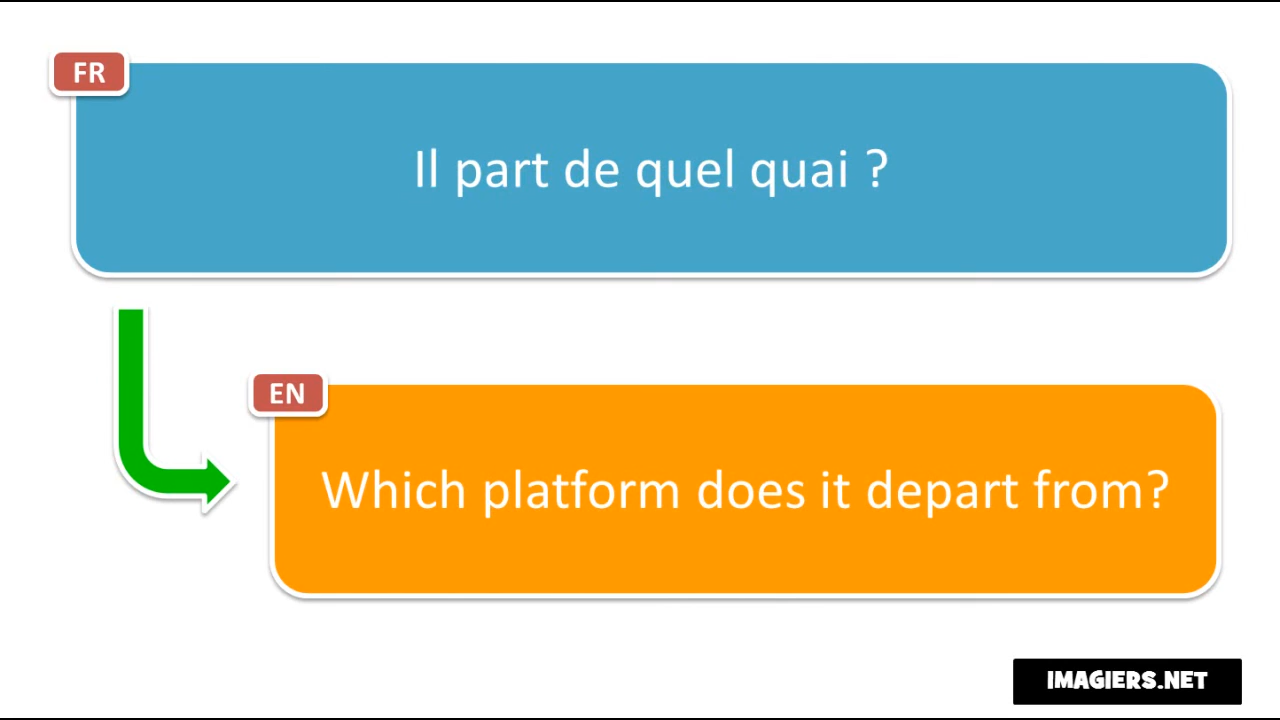 FR
Il part de quel quai ?
EN
Which platform does it depart from?
IMAGIERS.NET